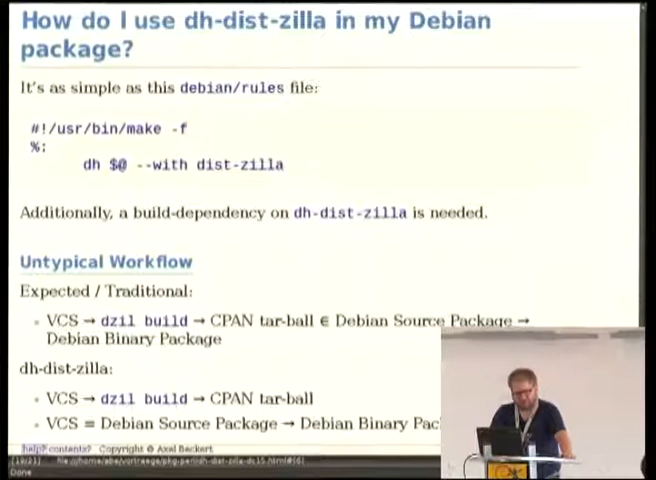 How do I use dh-dist-zilla in my Debian
package?
It's as simple as this debian/rules file:
#!/usr/bin/make -f
%:
dh $@ --with dist-zilla
Additionally, a build-dependency on dh-dist-zilla is needed.
Untypical Workflow
Expected / Traditional:
VCS → dzil build → CPAN tar-ball ∈ Debian Source Package →
Debian Binary Package
dh-dist-zilla:
VCS → dzil build → CPAN tar-ball
VCS ≡ Debian Source Package → Debian Binary Pac
help? contents? Copyright © Axel Beckert
Done